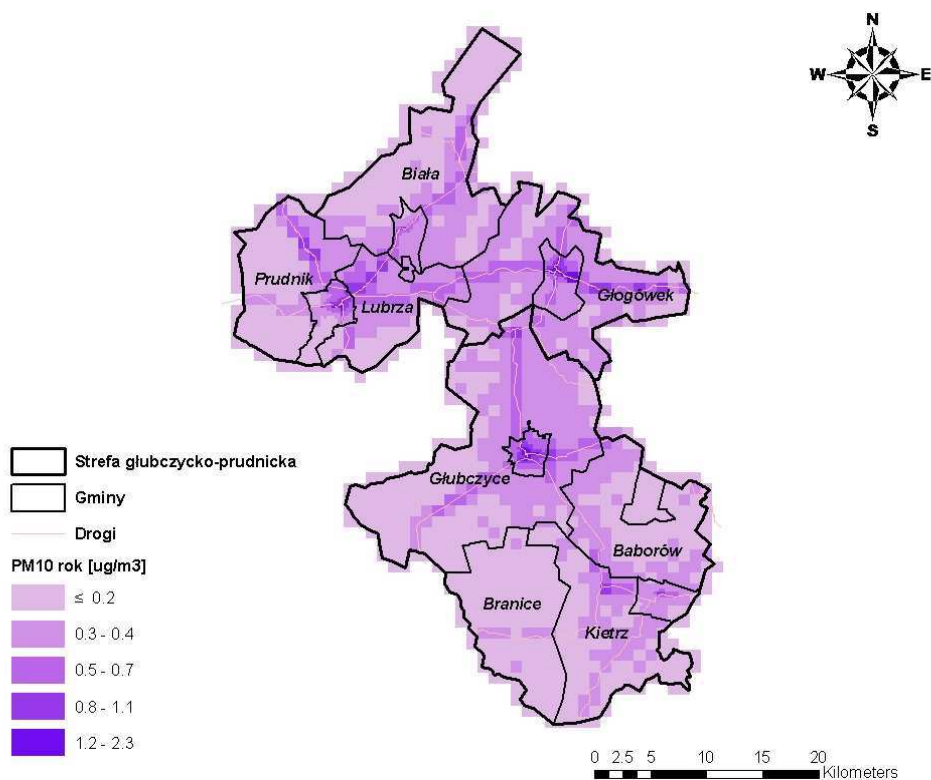 N
W E
S
Biała
Prudnik
Lubrza
Głogówek
Głubczyce
Baborów
Branice
Kietrz
Strefa głubczycko-prudnicka
Gminy
Drogi
PM10 rok [ug/m3]
≤ 0.2
0.3 - 0.4
0.5 - 0.7
0.8 - 1.1
1.2 - 2.3
0 2.5 5 10 15 20
Kilometers